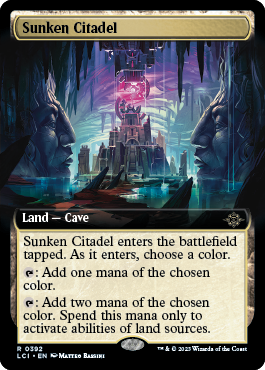 Sunken Citadel
Land — Cave
Sunken Citadel enters the battlefield
tapped. As it enters, choose a color.
: Add one mana of the chosen
color.
: Add two mana of the chosen
color. Spend this mana only to
activate abilities of land sources.
R 0392
LCI • EN Matteo Bassini
™ & © 2023 Wizards of the Coast